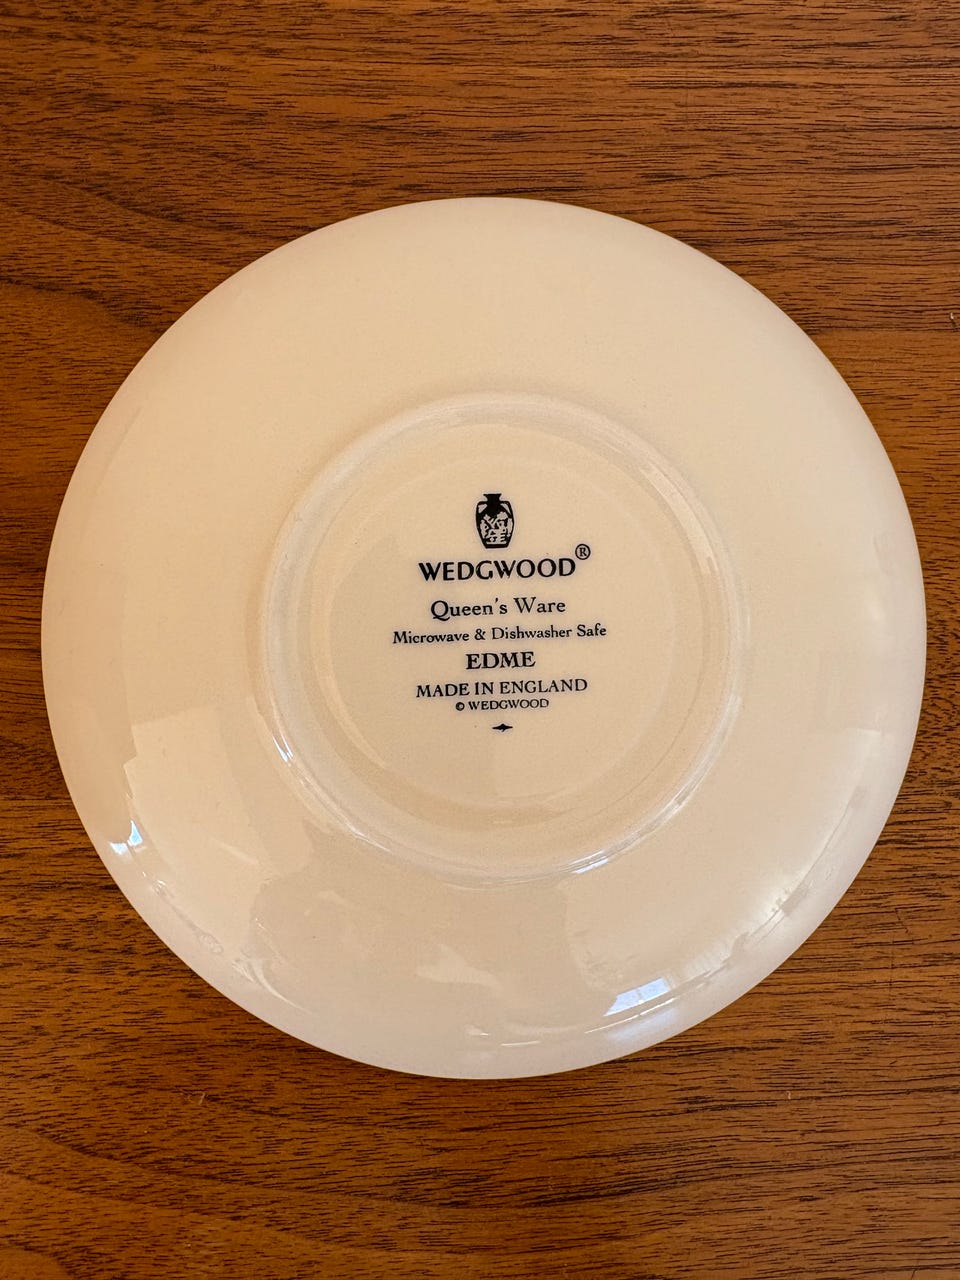 WEDGWOOD®
Queen's Ware
Microwave & Dishwasher Safe
EDME
MADE IN ENGLAND
© WEDGWOOD